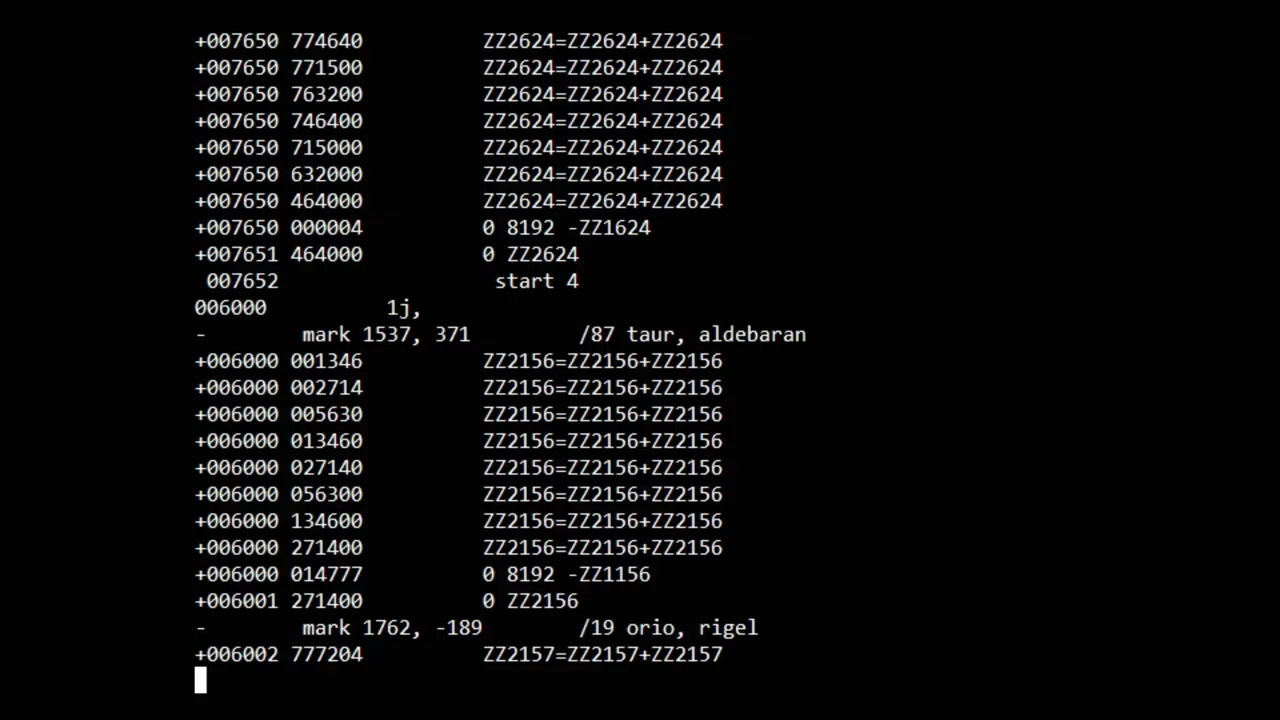 +007650 774640          ZZ2624=ZZ2624+ZZ2624
+007650 771500          ZZ2624=ZZ2624+ZZ2624
+007650 763200          ZZ2624=ZZ2624+ZZ2624
+007650 746400          ZZ2624=ZZ2624+ZZ2624
+007650 715000          ZZ2624=ZZ2624+ZZ2624
+007650 632000          ZZ2624=ZZ2624+ZZ2624
+007650 464000          ZZ2624=ZZ2624+ZZ2624
+007650 000004          0 8192 -ZZ1624
+007651 464000          0 ZZ2624
 007652                  start 4
006000          1j,
-        mark 1537, 371         /87 taur, aldebaran
+006000 001346          ZZ2156=ZZ2156+ZZ2156
+006000 002714          ZZ2156=ZZ2156+ZZ2156
+006000 005630          ZZ2156=ZZ2156+ZZ2156
+006000 013460          ZZ2156=ZZ2156+ZZ2156
+006000 027140          ZZ2156=ZZ2156+ZZ2156
+006000 056300          ZZ2156=ZZ2156+ZZ2156
+006000 134600          ZZ2156=ZZ2156+ZZ2156
+006000 271400          ZZ2156=ZZ2156+ZZ2156
+006000 014777          0 8192 -ZZ1156
+006001 271400          0 ZZ2156
-        mark 1762, -189        /19 orio, rigel
+006002 777204          ZZ2157=ZZ2157+ZZ2157